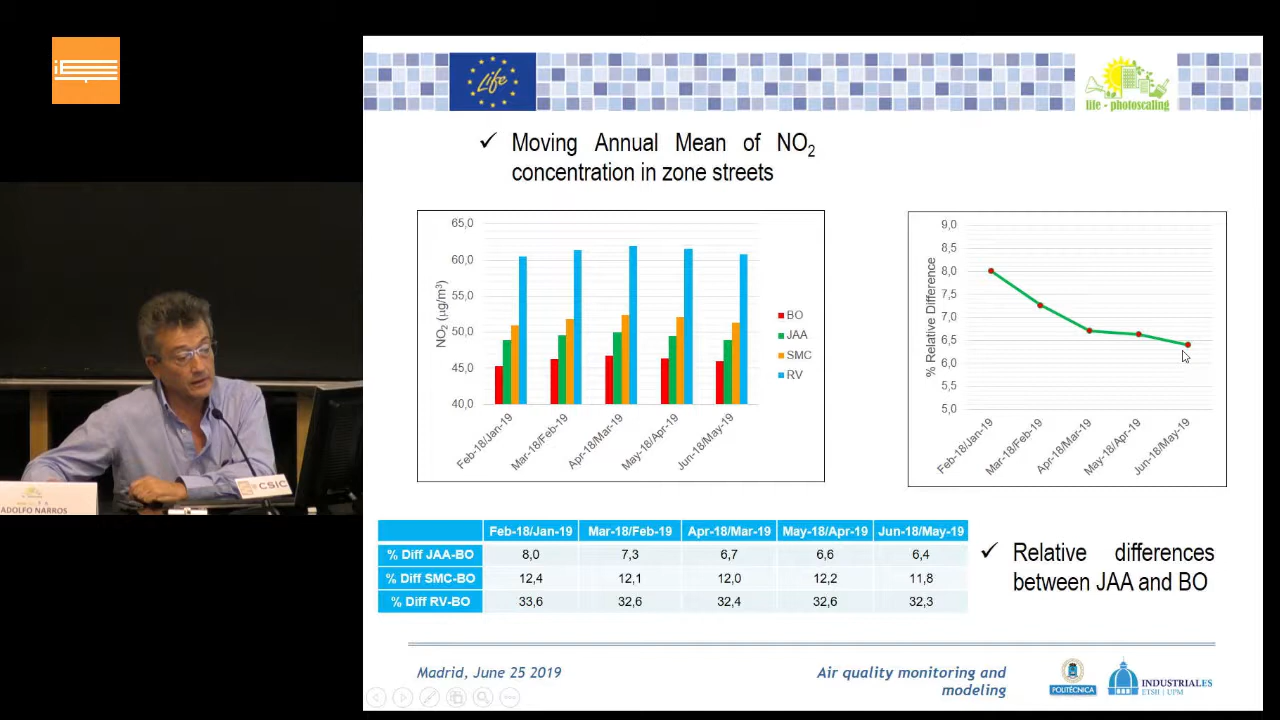 Life
life - photoscaling
✓ Moving Annual Mean of NO₂
concentration in zone streets
65,0
60,0
55,0
50,0
45,0
40,0
NO₂ (µg/m³)
Feb-18/Jan-19
Mar-18/Feb-19
Apr-18/Mar-19
May-18/Apr-19
Jun-18/May-19
BO
JAA
SMC
RV
9,0
8,5
8,0
7,5
7,0
6,5
6,0
5,5
5,0
% Relative Difference
Feb-18/Jan-19
Mar-18/Feb-19
Apr-18/Mar-19
May-18/Apr-19
Jun-18/May-19
CSIC
ADOLFO NARROS
Feb-18/Jan-19 Mar-18/Feb-19 Apr-18/Mar-19 May-18/Apr-19 Jun-18/May-19
% Diff JAA-BO 8,0 7,3 6,7 6,6 6,4
% Diff SMC-BO 12,4 12,1 12,0 12,2 11,8
% Diff RV-BO 33,6 32,6 32,4 32,6 32,3
✓ Relative differences
between JAA and BO
Madrid, June 25 2019
Air quality monitoring and
modeling
POLITÉCNICA
INDUSTRIALES
ETSII | UPM